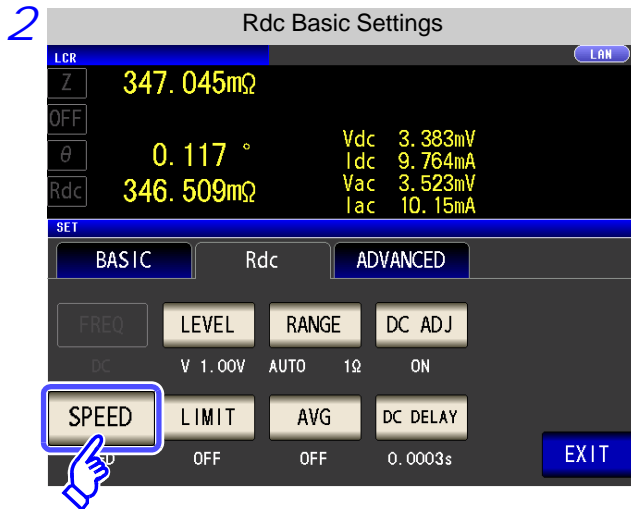 2 Rdc Basic Settings
LCR LAN
Z 347.045mΩ
OFF
Vdc 3.383mV
θ 0.117 ° Idc 9.764mA
Rdc 346.509mΩ Vac 3.523mV
Iac 10.15mA
SET
BASIC Rdc ADVANCED
FREQ LEVEL RANGE DC ADJ
DC V 1.00V AUTO 1Ω ON
SPEED LIMIT AVG DC DELAY
OFF OFF 0.0003s
EXIT